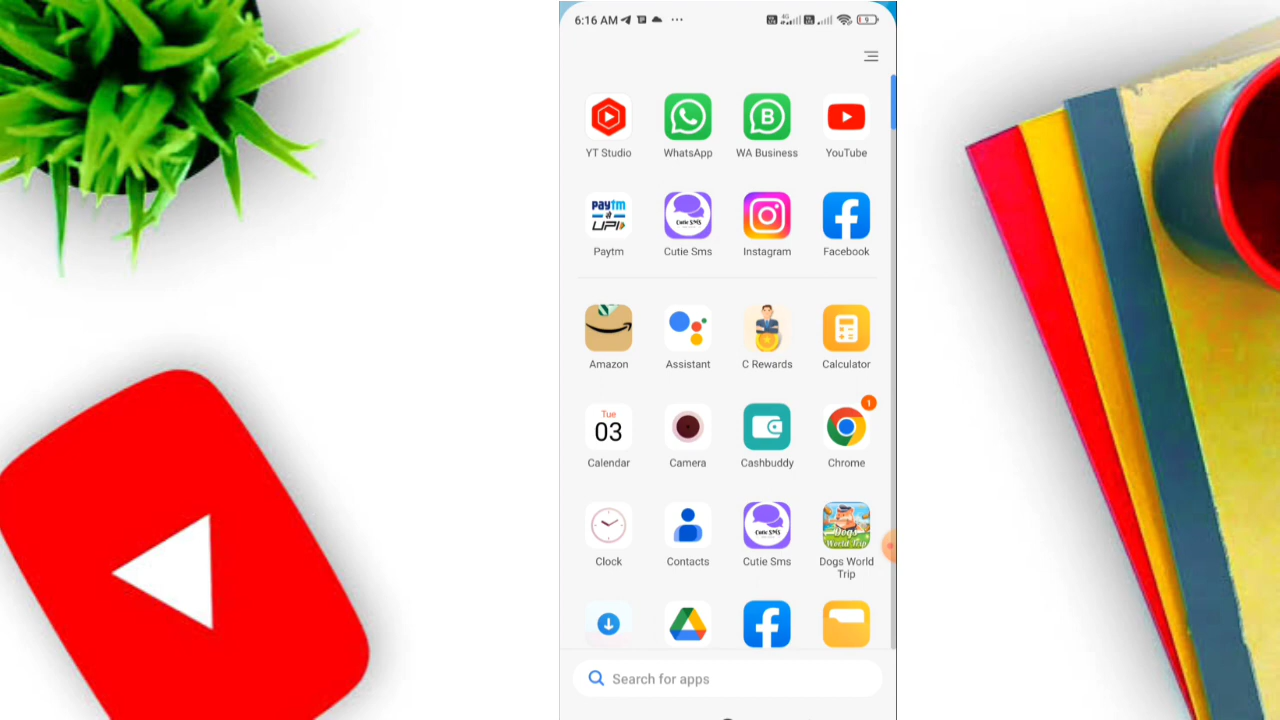 6:16 AM
4G
9
YT Studio
WhatsApp
B
WA Business
YouTube
paytm
से
UPI
Paytm
Cutie SMS
Cutie Sms
Instagram
Facebook
Amazon
Assistant
C Rewards
Calculator
Tue
03
1
Calendar
Camera
Cashbuddy
Chrome
Cutie SMS
Dogs
World Trip
Clock
Contacts
Cutie Sms
Dogs World
Trip
Search for apps